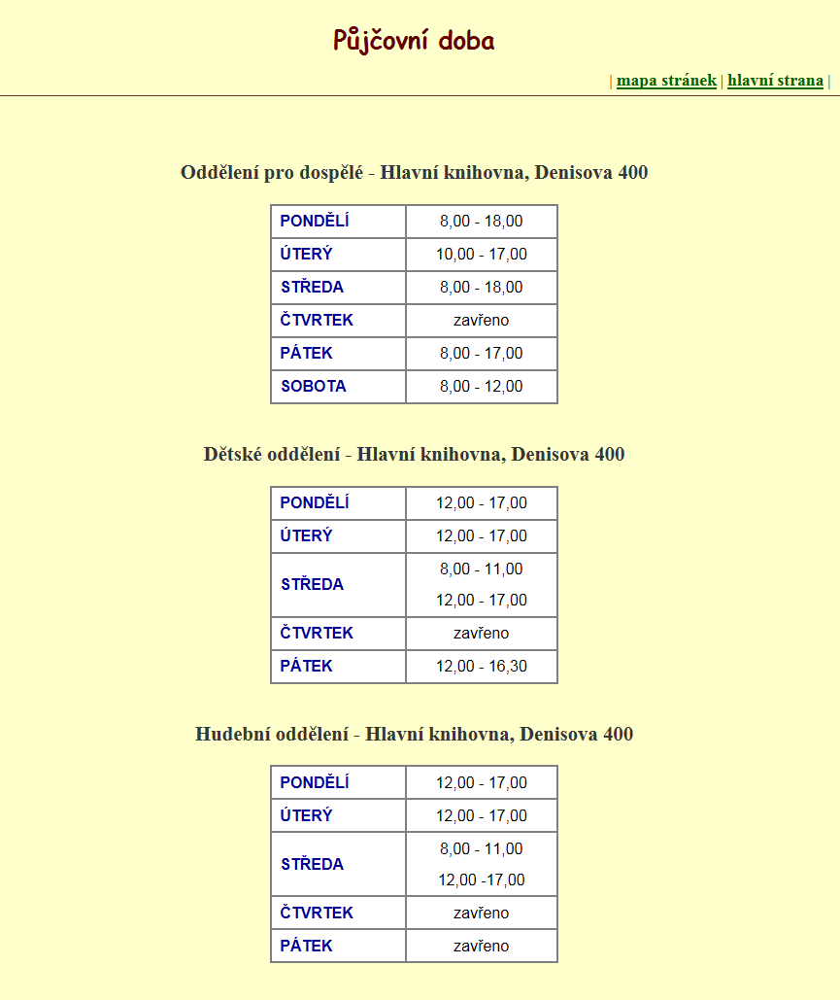 Půjčovní doba
| mapa stránek | hlavní strana |
Oddělení pro dospělé - Hlavní knihovna, Denisova 400
PONDĚLÍ 8,00 - 18,00
ÚTERÝ 10,00 - 17,00
STŘEDA 8,00 - 18,00
ČTVRTEK zavřeno
PÁTEK 8,00 - 17,00
SOBOTA 8,00 - 12,00
Dětské oddělení - Hlavní knihovna, Denisova 400
PONDĚLÍ 12,00 - 17,00
ÚTERÝ 12,00 - 17,00
STŘEDA 8,00 - 11,00
12,00 - 17,00
ČTVRTEK zavřeno
PÁTEK 12,00 - 16,30
Hudební oddělení - Hlavní knihovna, Denisova 400
PONDĚLÍ 12,00 - 17,00
ÚTERÝ 12,00 - 17,00
STŘEDA 8,00 - 11,00
12,00 -17,00
ČTVRTEK zavřeno
PÁTEK zavřeno